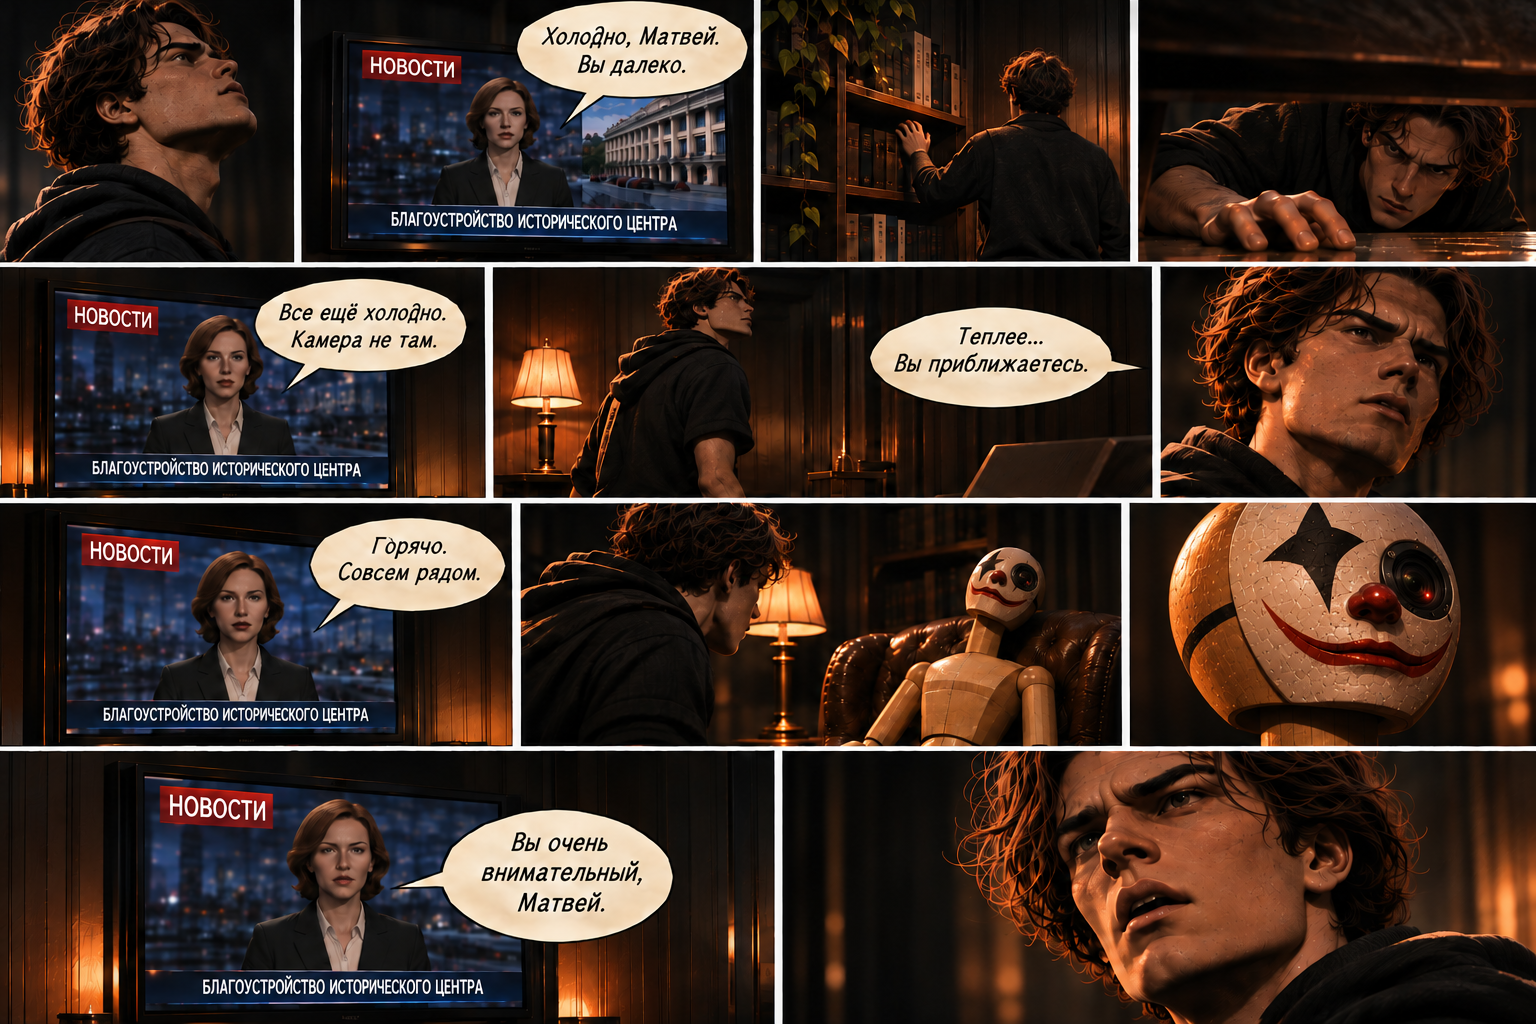 НОВОСТИ
Холодно, Матвей.
Вы далеко.
БЛАГОУСТРОЙСТВО ИСТОРИЧЕСКОГО ЦЕНТРА
НОВОСТИ
Все ещё холодно.
Камера не там.
БЛАГОУСТРОЙСТВО ИСТОРИЧЕСКОГО ЦЕНТРА
Теплее...
Вы приближаетесь.
НОВОСТИ
Горячо.
Совсем рядом.
БЛАГОУСТРОЙСТВО ИСТОРИЧЕСКОГО ЦЕНТРА
НОВОСТИ
Вы очень
внимательный,
Матвей.
БЛАГОУСТРОЙСТВО ИСТОРИЧЕСКОГО ЦЕНТРА